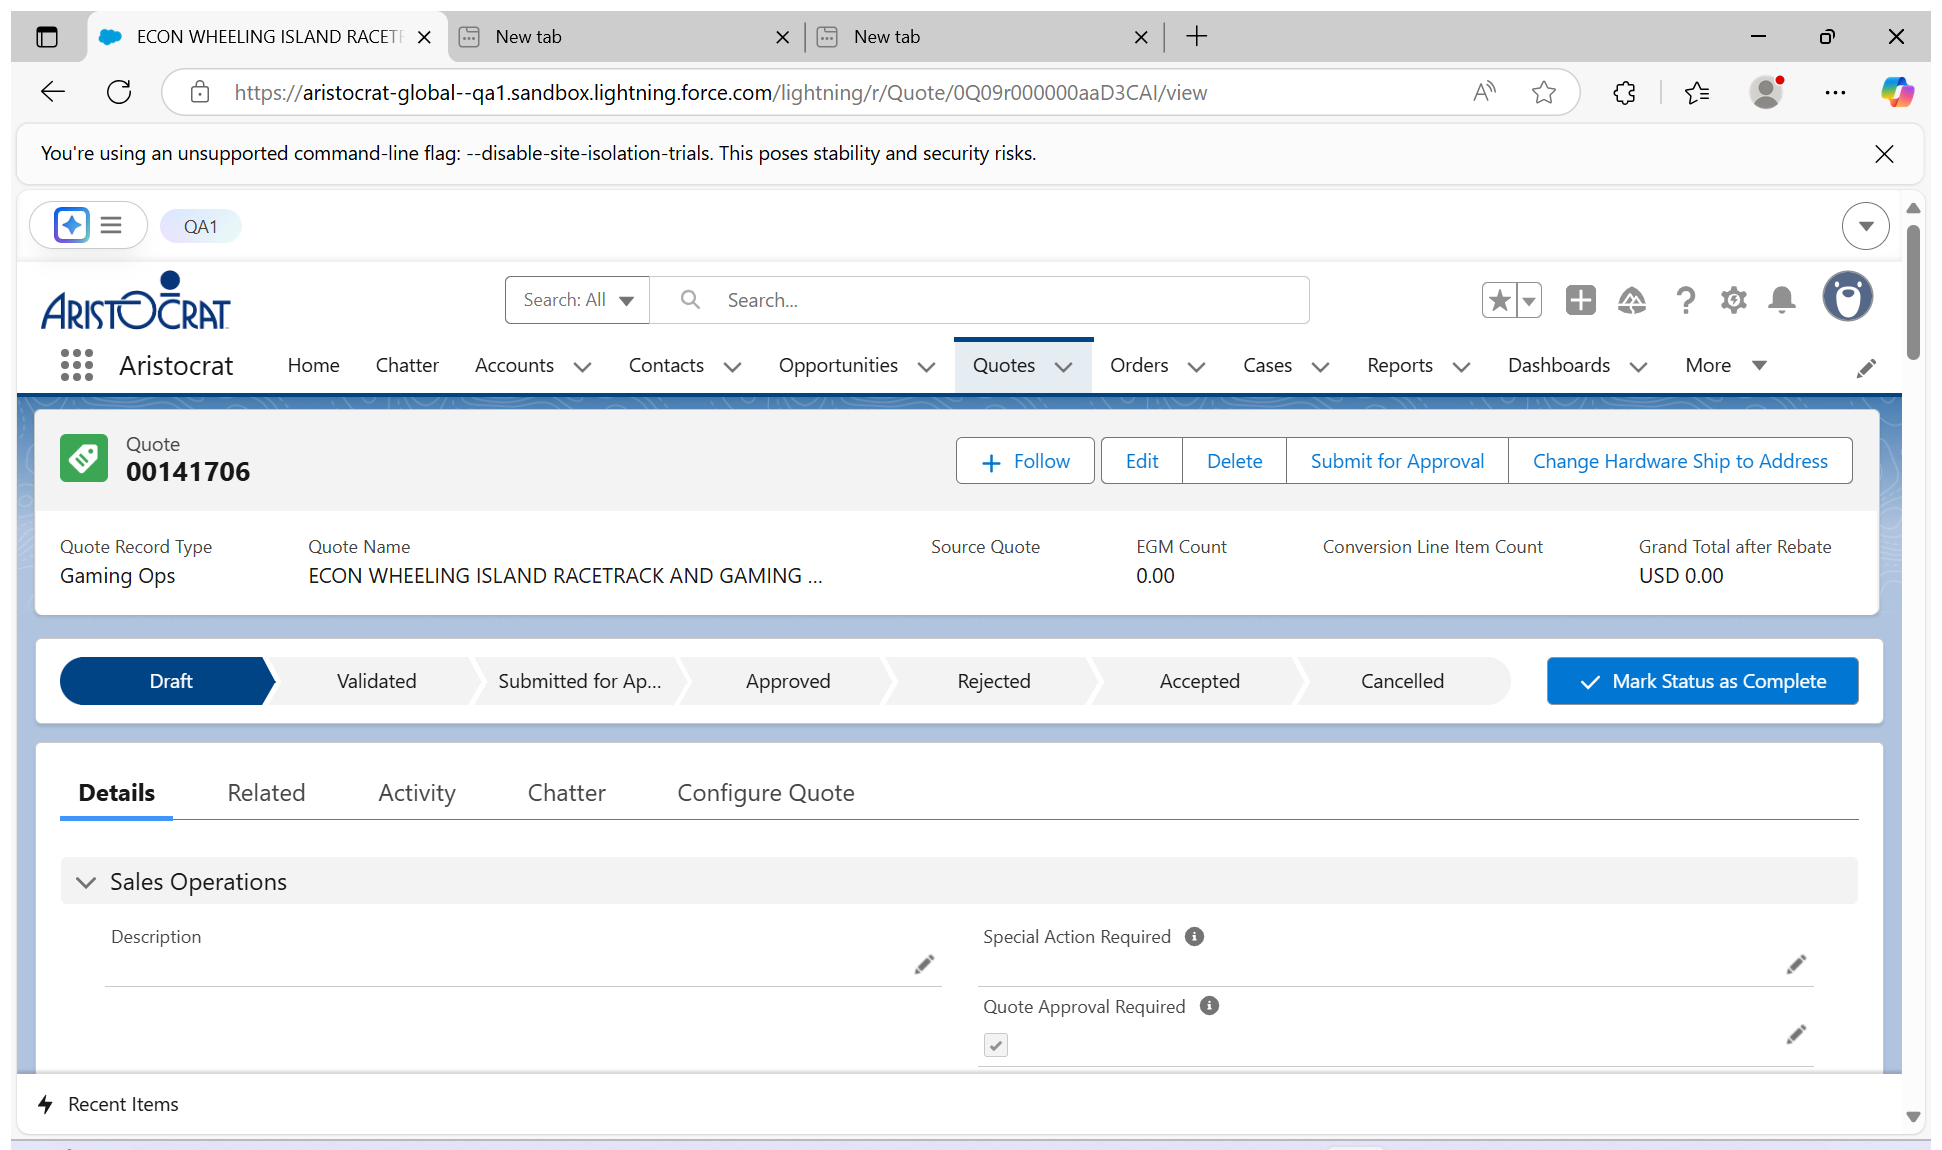 ECON WHEELING ISLAND RACETR
New tab
New tab
https://aristocrat-global--qa1.sandbox.lightning.force.com/lightning/r/Quote/0Q09r000000aaD3CAI/view
You're using an unsupported command-line flag: --disable-site-isolation-trials. This poses stability and security risks.
QA1
ARISTOCRAT
Search: All
Search...
Aristocrat
Home
Chatter
Accounts
Contacts
Opportunities
Quotes
Orders
Cases
Reports
Dashboards
More
Quote
00141706
Follow
Edit
Delete
Submit for Approval
Change Hardware Ship to Address
Quote Record Type
Gaming Ops
Quote Name
ECON WHEELING ISLAND RACETRACK AND GAMING ...
Source Quote
EGM Count
0.00
Conversion Line Item Count
Grand Total after Rebate
USD 0.00
Draft
Validated
Submitted for Ap...
Approved
Rejected
Accepted
Cancelled
Mark Status as Complete
Details
Related
Activity
Chatter
Configure Quote
Sales Operations
Description
Special Action Required
Quote Approval Required
Recent Items